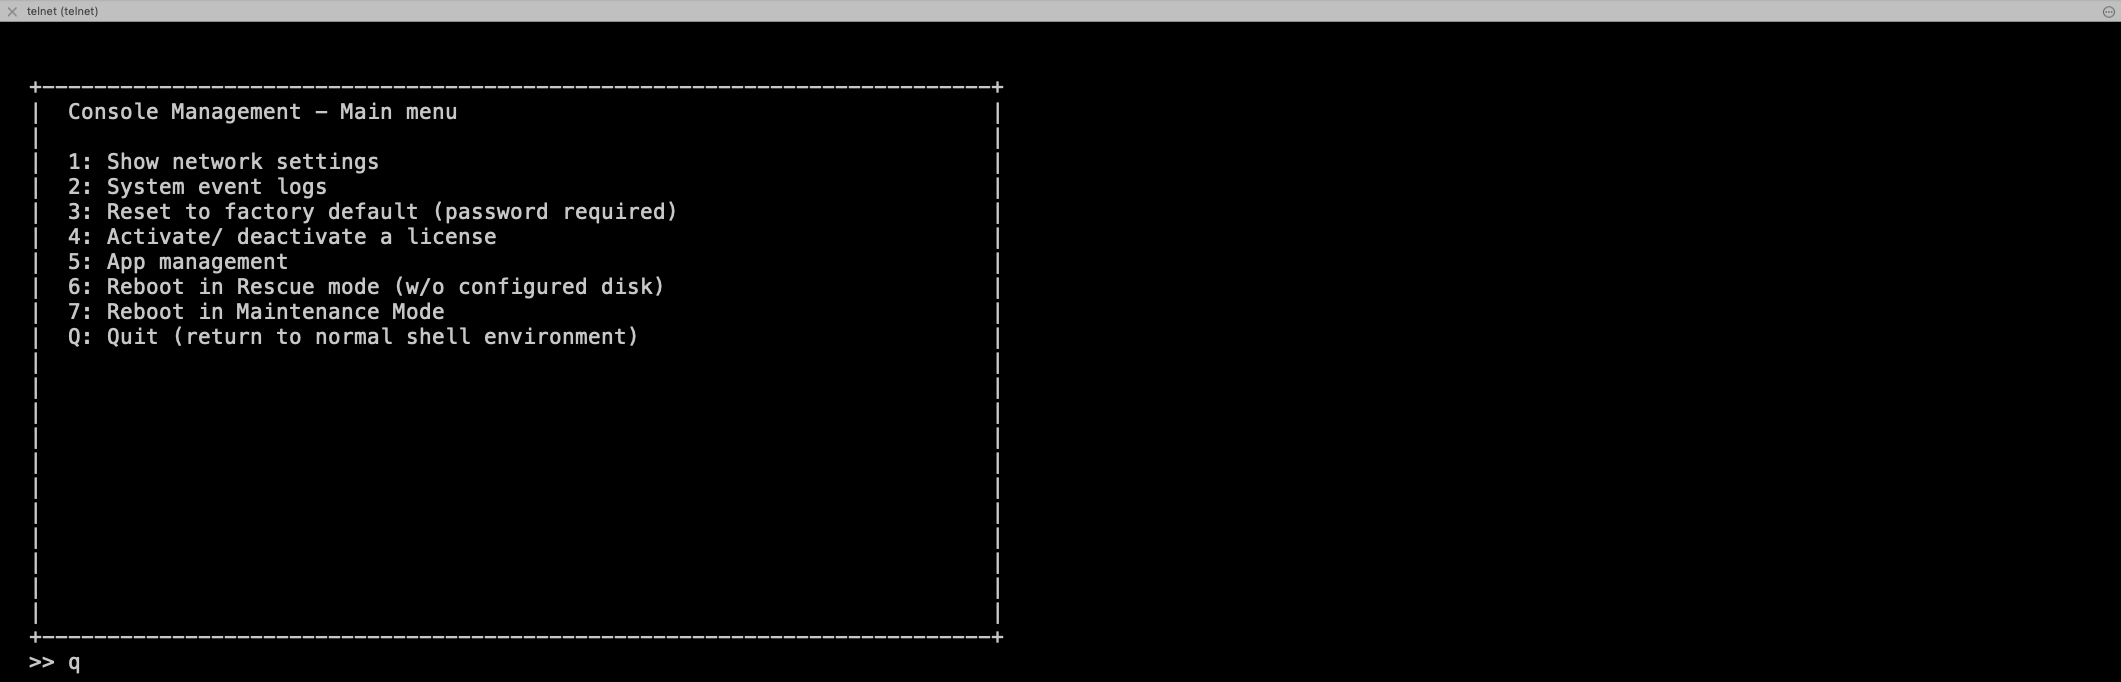 telnet (telnet)
Console Management - Main menu
1: Show network settings
2: System event logs
3: Reset to factory default (password required)
4: Activate/ deactivate a license
5: App management
6: Reboot in Rescue mode (w/o configured disk)
7: Reboot in Maintenance Mode
Q: Quit (return to normal shell environment)
>> q